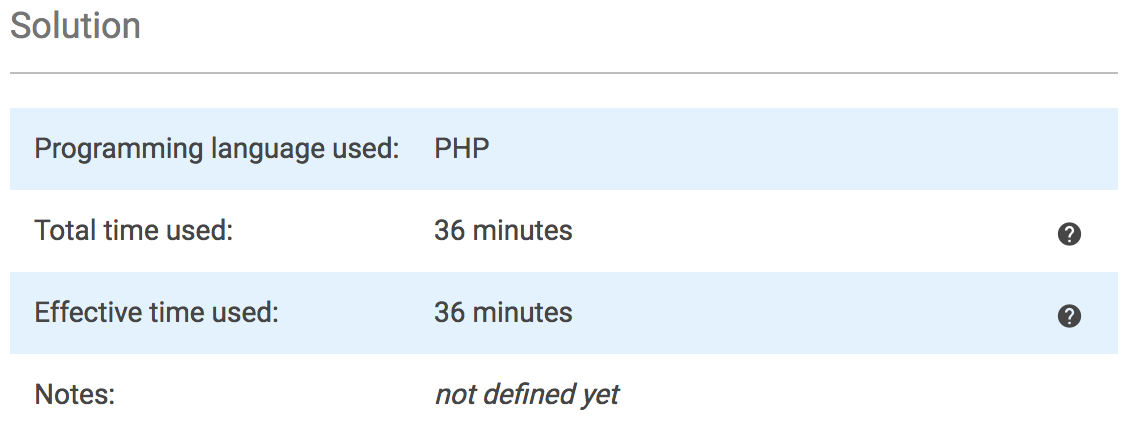 Solution
Programming language used: PHP
Total time used: 36 minutes
Effective time used: 36 minutes
Notes: not defined yet